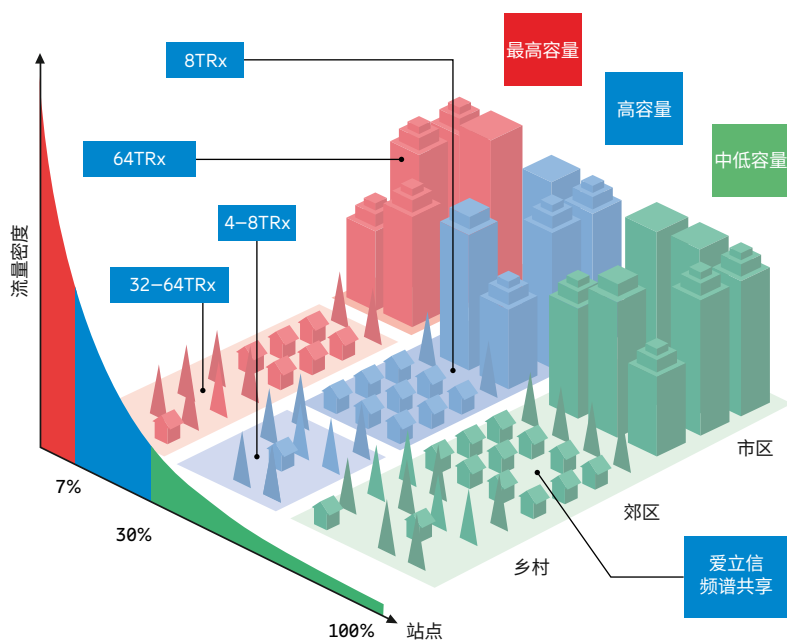 最高容量
8TRx
高容量
中低容量
64TRx
4–8TRx
流量密度
32–64TRx
市区
7%
郊区
30%
乡村
爱立信
频谱共享
100%
站点